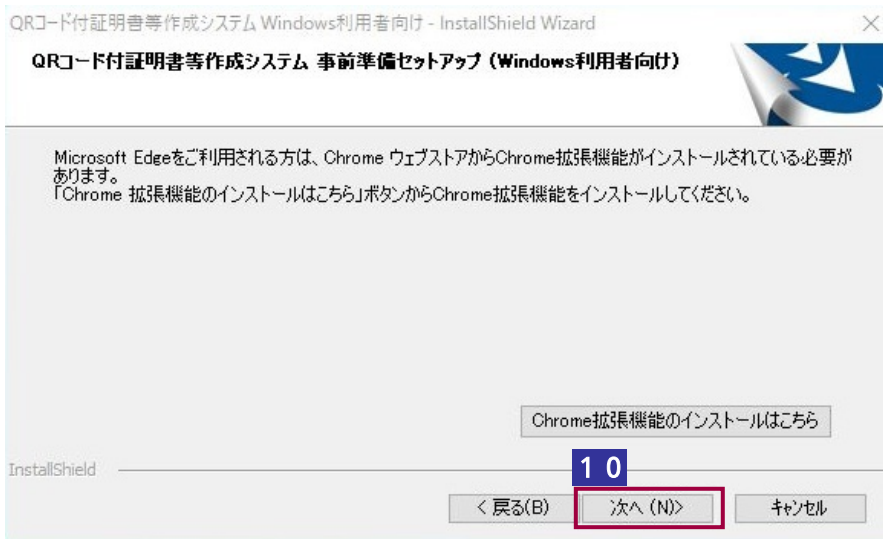 QRコード付証明書等作成システム Windows利用者向け - InstallShield Wizard
QRコード付証明書等作成システム 事前準備セットアップ (Windows利用者向け)
Microsoft Edgeをご利用される方は、Chrome ウェブストアからChrome拡張機能がインストールされている必要が
あります。
「Chrome 拡張機能のインストールはこちら」ボタンからChrome拡張機能をインストールしてください。
Chrome拡張機能のインストールはこちら
InstallShield
10
< 戻る(B)
次へ (N)>
キャンセル